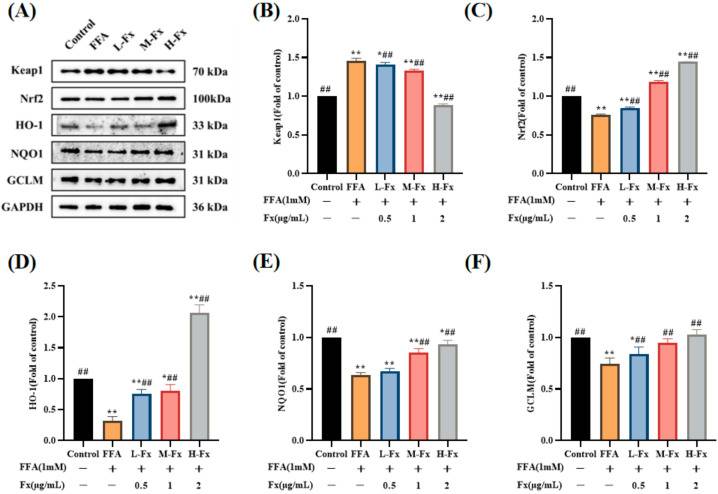 (A)
Control FFA L-Fx M-Fx H-Fx
Keap1 70 kDa
Nrf2 100kDa
HO-1 33 kDa
NQO1 31 kDa
GCLM 31 kDa
GAPDH 36 kDa
(B)
Keap1(Fold of control)
2.0
1.5
1.0
0.5
0.0
## ** *## **## **##
Control FFA L-Fx M-Fx H-Fx
FFA(1mM) — + + + +
Fx(μg/mL) — — 0.5 1 2
(C)
Nrf2(Fold of control)
2.0
1.5
1.0
0.5
0.0
## ** **## **## **##
Control FFA L-Fx M-Fx H-Fx
FFA(1mM) — + + + +
Fx(μg/mL) — — 0.5 1 2
(D)
HO-1(Fold of control)
2.5
2.0
1.5
1.0
0.5
0.0
## ** **## *## **##
Control FFA L-Fx M-Fx H-Fx
FFA(1mM) — + + + +
Fx(μg/mL) — — 0.5 1 2
(E)
NQO1(Fold of control)
1.5
1.0
0.5
0.0
## ** ** **## *##
Control FFA L-Fx M-Fx H-Fx
FFA(1mM) — + + + +
Fx(μg/mL) — — 0.5 1 2
(F)
GCLM(Fold of control)
1.5
1.0
0.5
0.0
## ** *## ## ##
Control FFA L-Fx M-Fx H-Fx
FFA(1mM) — + + + +
Fx(μg/mL) — — 0.5 1 2